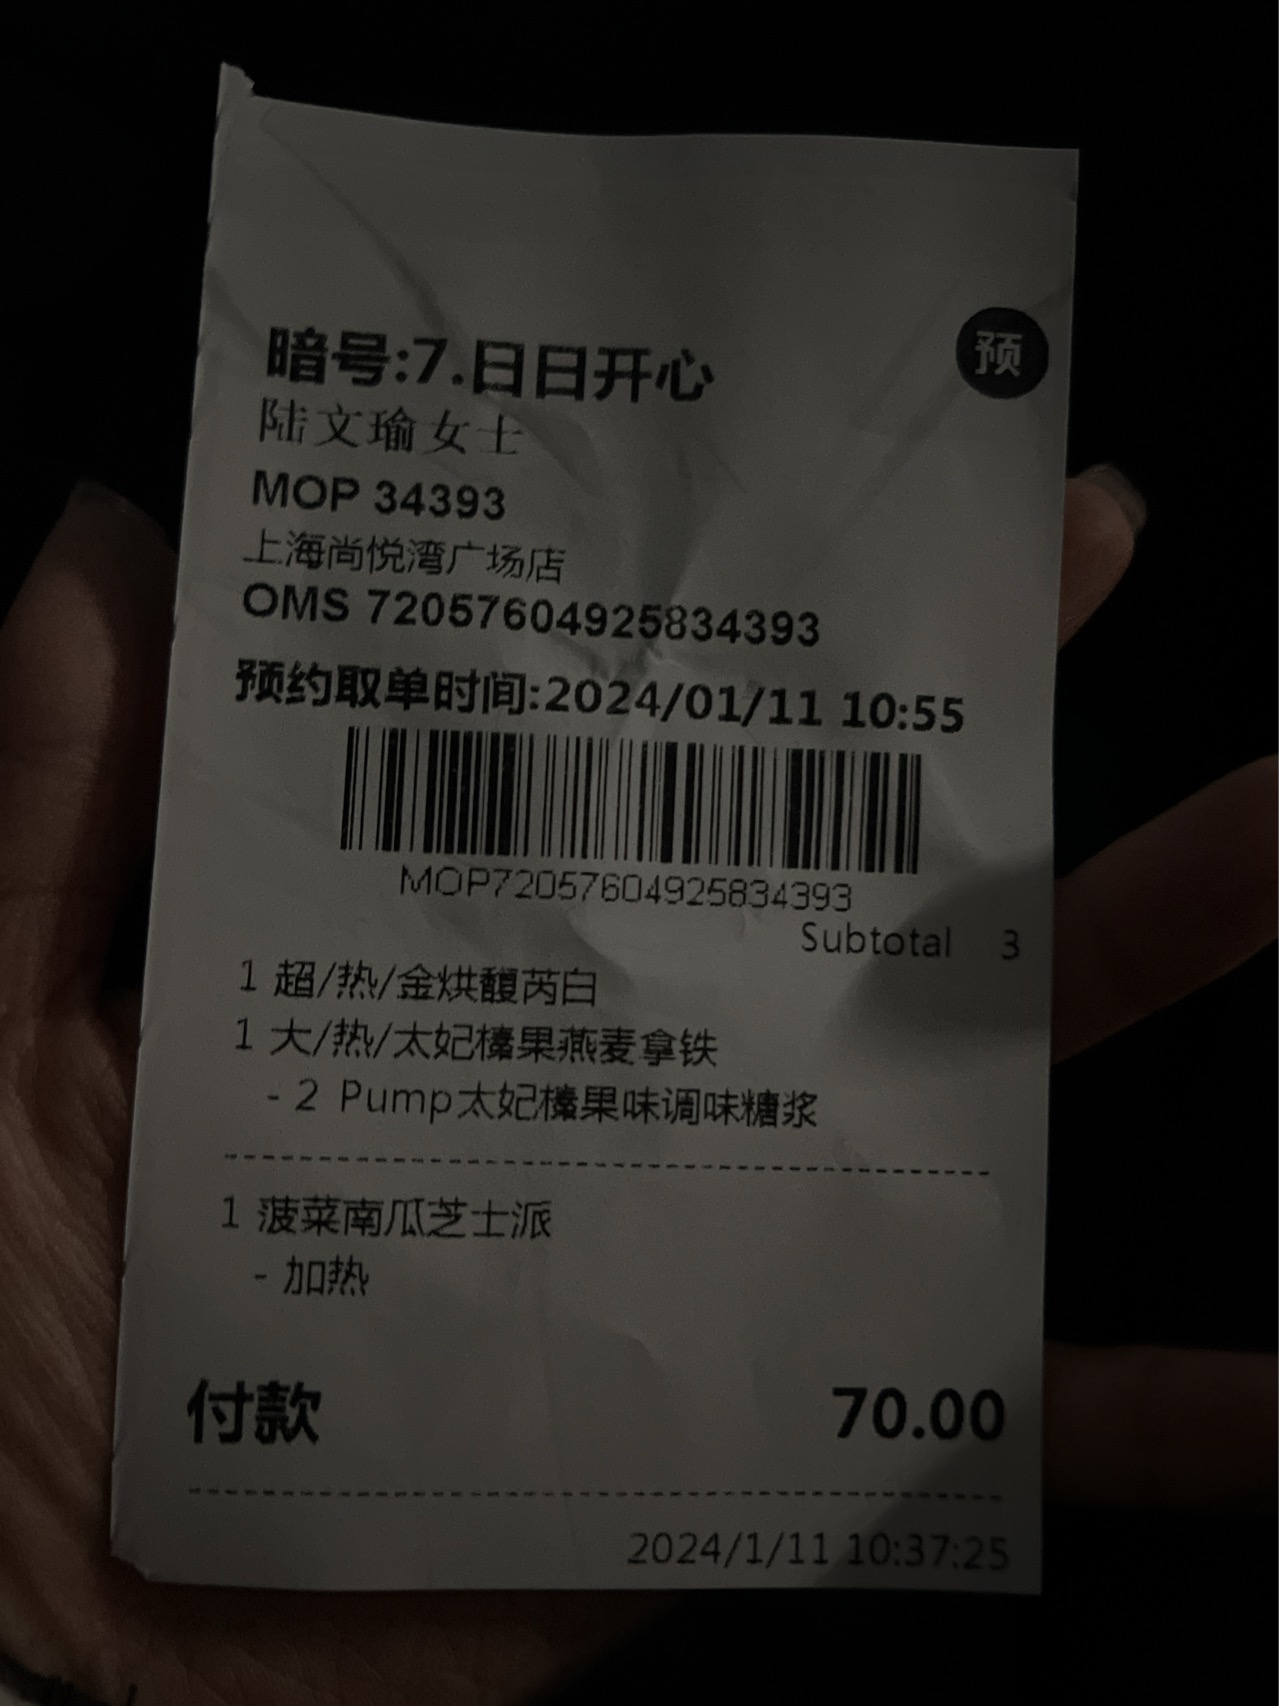 暗号:7.日日开心
预
陆文瑜女士
MOP 34393
上海尚悦湾广场店
OMS 72057604925834393
预约取单时间:2024/01/11 10:55
MOP72057604925834393
Subtotal 3
1 超/热/金烘馥芮白
1 大/热/太妃榛果燕麦拿铁
- 2 Pump太妃榛果味调味糖浆
1 菠菜南瓜芝士派
- 加热
付款 70.00
2024/1/11 10:37:25